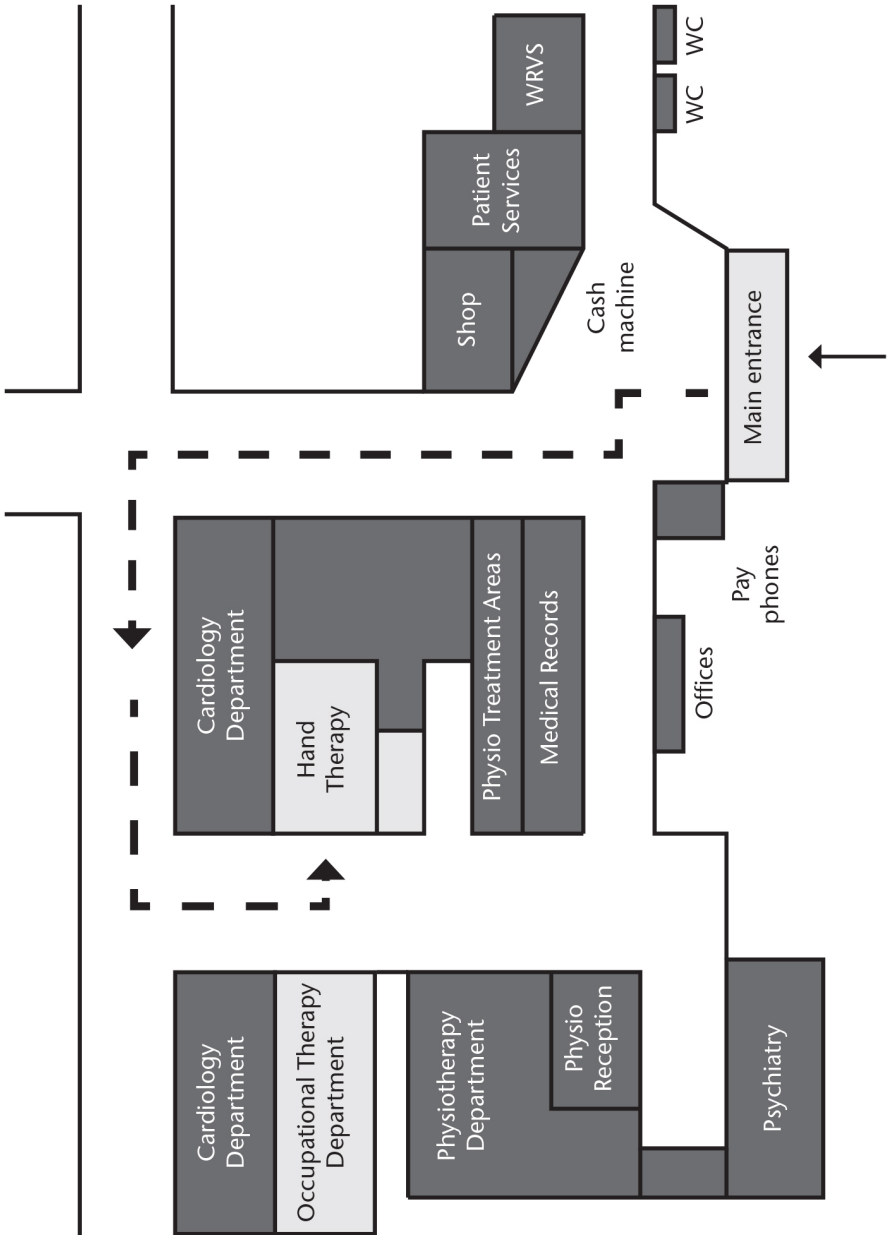 WC
WC
WRVS
Patient
Services
Shop
Cash
machine
Main entrance
Pay
phones
Offices
Cardiology
Department
Hand
Therapy
Physio Treatment Areas
Medical Records
Cardiology
Department
Occupational Therapy
Department
Physiotherapy
Department
Physio
Reception
Psychiatry